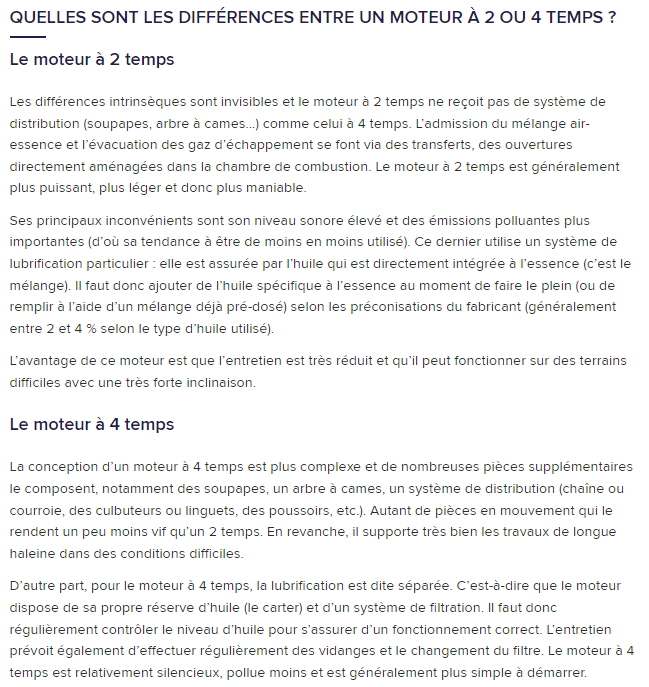 QUELLES SONT LES DIFFÉRENCES ENTRE UN MOTEUR À 2 OU 4 TEMPS ?
Le moteur à 2 temps
Les différences intrinsèques sont invisibles et le moteur à 2 temps ne reçoit pas de système de
distribution (soupapes, arbre à cames…) comme celui à 4 temps. L'admission du mélange air-
essence et l'évacuation des gaz d'échappement se font via des transferts, des ouvertures
directement aménagées dans la chambre de combustion. Le moteur à 2 temps est généralement
plus puissant, plus léger et donc plus maniable.
Ses principaux inconvénients sont son niveau sonore élevé et des émissions polluantes plus
importantes (d'où sa tendance à être de moins en moins utilisé). Ce dernier utilise un système de
lubrification particulier : elle est assurée par l'huile qui est directement intégrée à l'essence (c'est le
mélange). Il faut donc ajouter de l'huile spécifique à l'essence au moment de faire le plein (ou de
remplir à l'aide d'un mélange déjà pré-dosé) selon les préconisations du fabricant (généralement
entre 2 et 4 % selon le type d'huile utilisé).
L'avantage de ce moteur est que l'entretien est très réduit et qu'il peut fonctionner sur des terrains
difficiles avec une très forte inclinaison.
Le moteur à 4 temps
La conception d'un moteur à 4 temps est plus complexe et de nombreuses pièces supplémentaires
le composent, notamment des soupapes, un arbre à cames, un système de distribution (chaîne ou
courroie, des culbuteurs ou linguets, des poussoirs, etc.). Autant de pièces en mouvement qui le
rendent un peu moins vif qu'un 2 temps. En revanche, il supporte très bien les travaux de longue
haleine dans des conditions difficiles.
D'autre part, pour le moteur à 4 temps, la lubrification est dite séparée. C'est-à-dire que le moteur
dispose de sa propre réserve d'huile (le carter) et d'un système de filtration. Il faut donc
régulièrement contrôler le niveau d'huile pour s'assurer d'un fonctionnement correct. L'entretien
prévoit également d'effectuer régulièrement des vidanges et le changement du filtre. Le moteur à 4
temps est relativement silencieux, pollue moins et est généralement plus simple à démarrer.